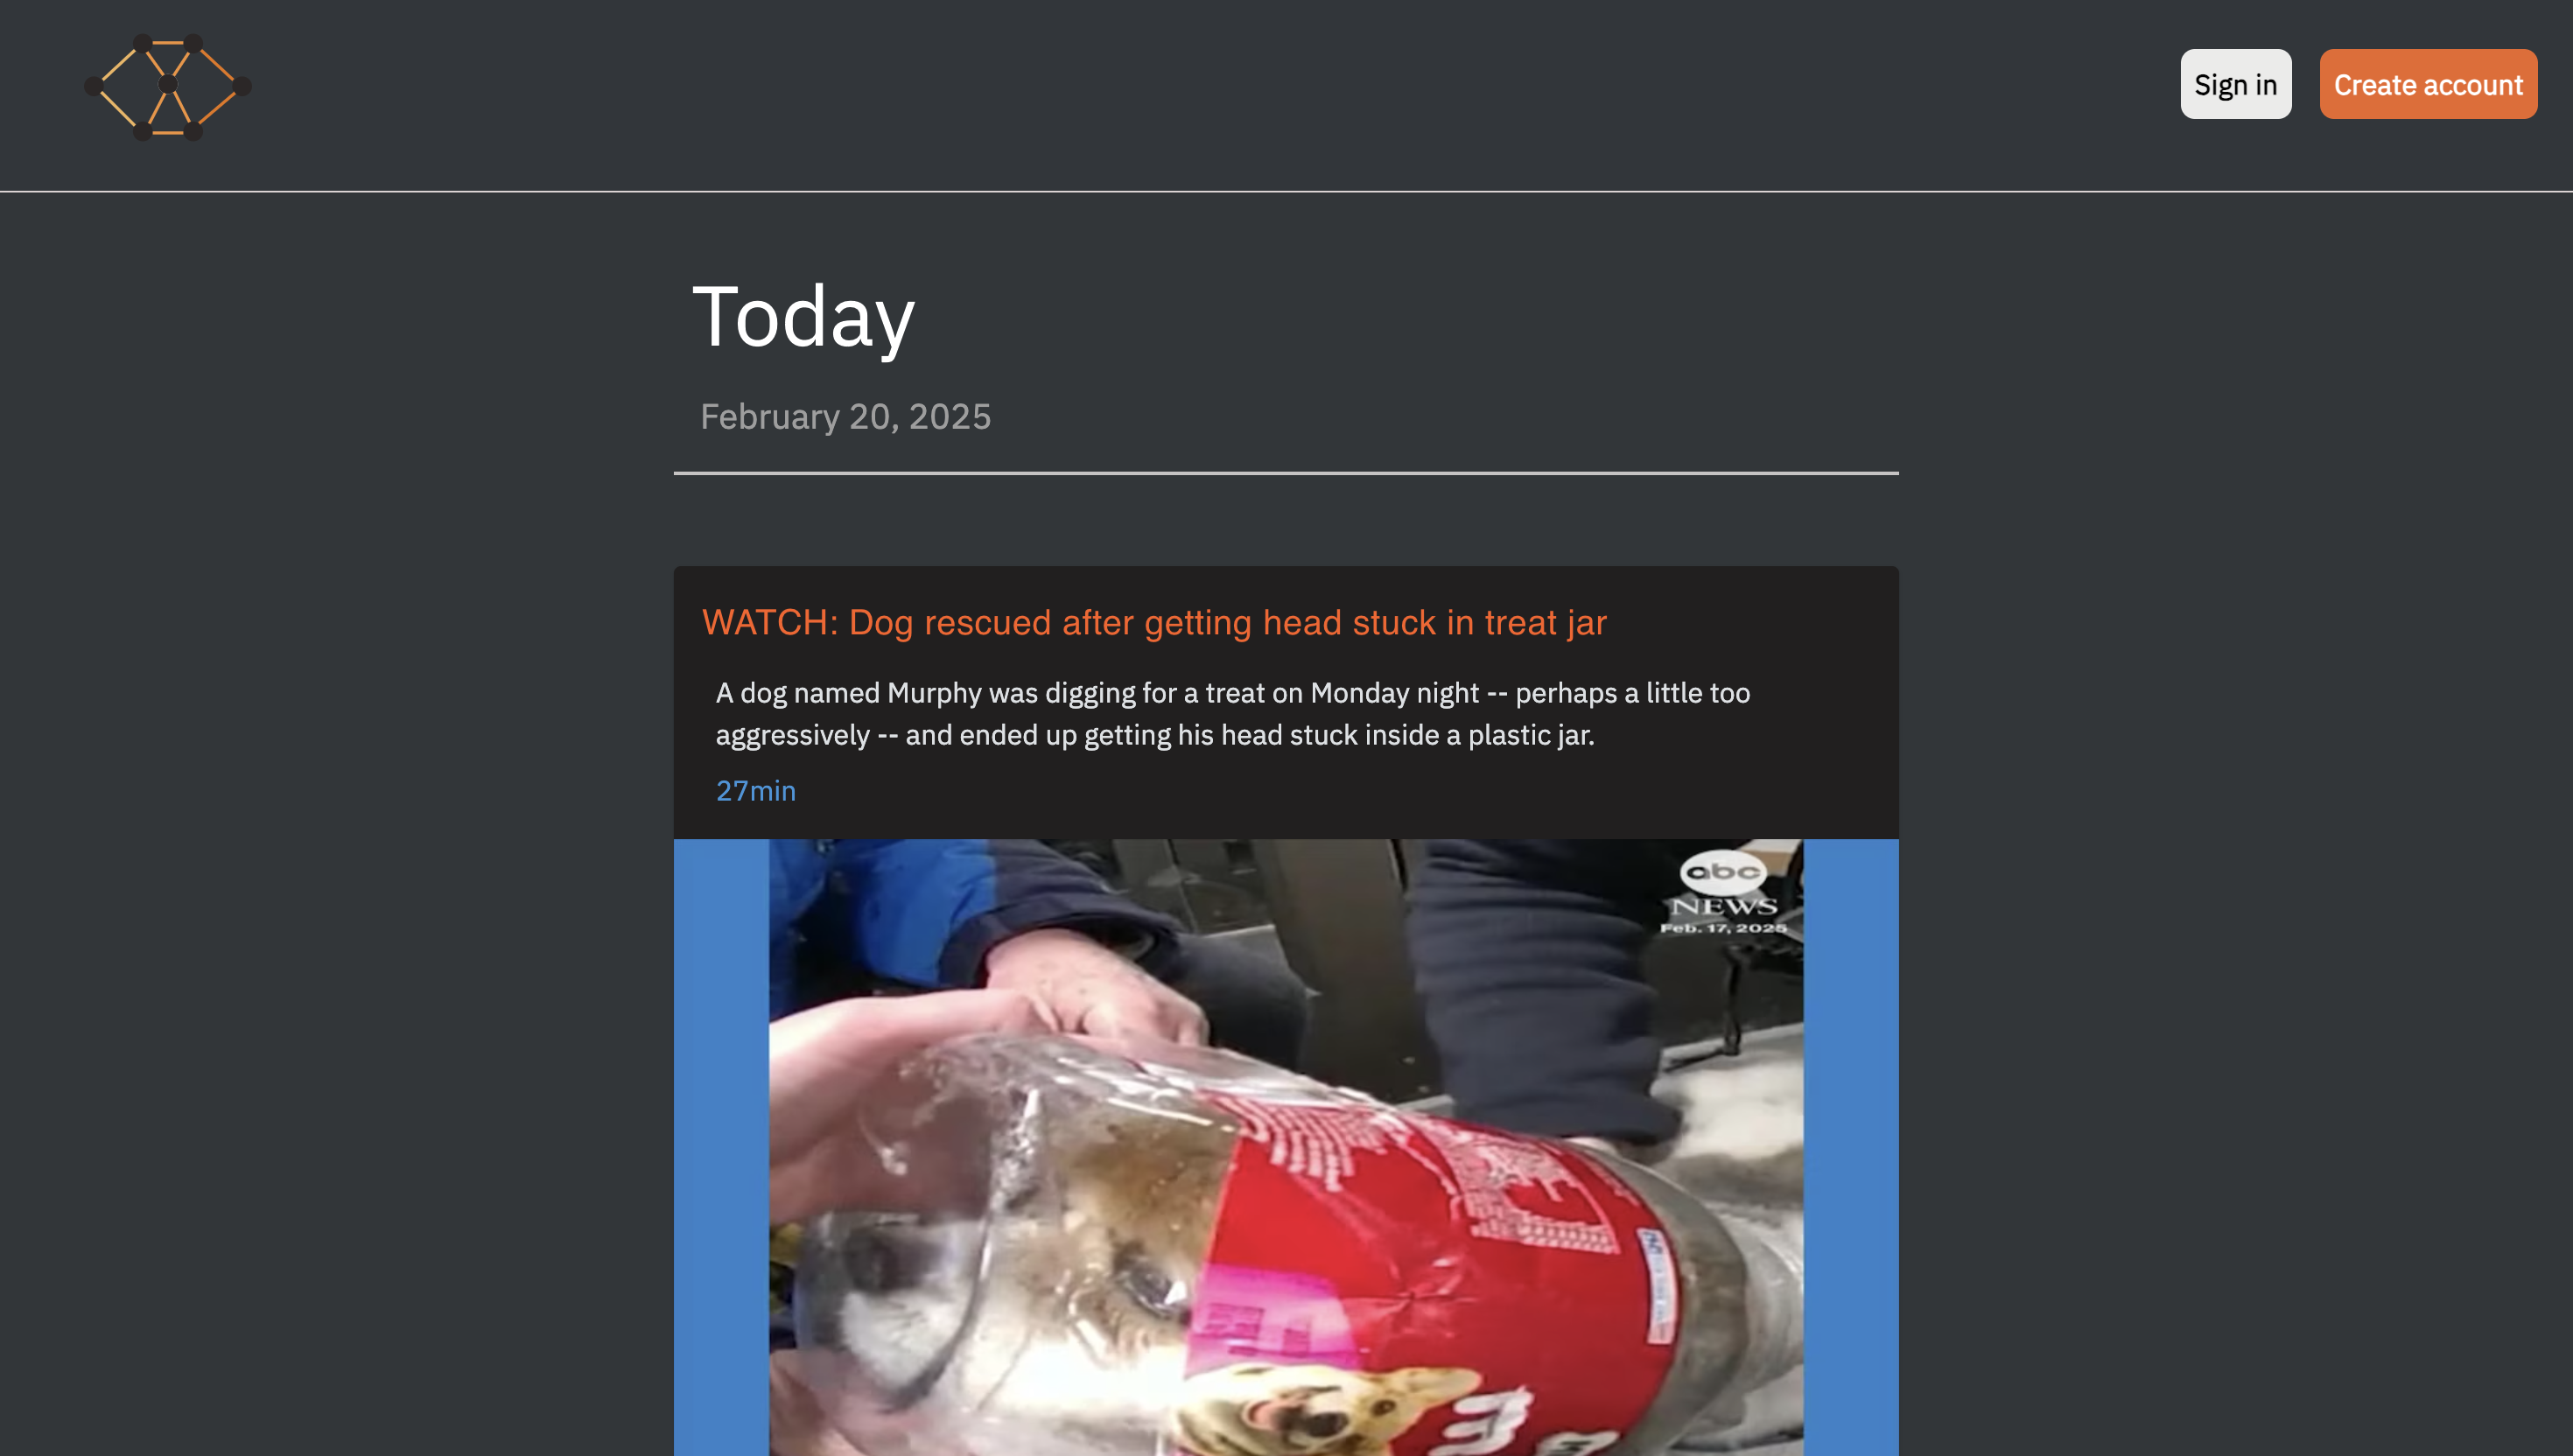 Sign in
Create account
Today
February 20, 2025
WATCH: Dog rescued after getting head stuck in treat jar
A dog named Murphy was digging for a treat on Monday night -- perhaps a little too
aggressively -- and ended up getting his head stuck inside a plastic jar.
27min
abc
NEWS
Feb. 17, 2025